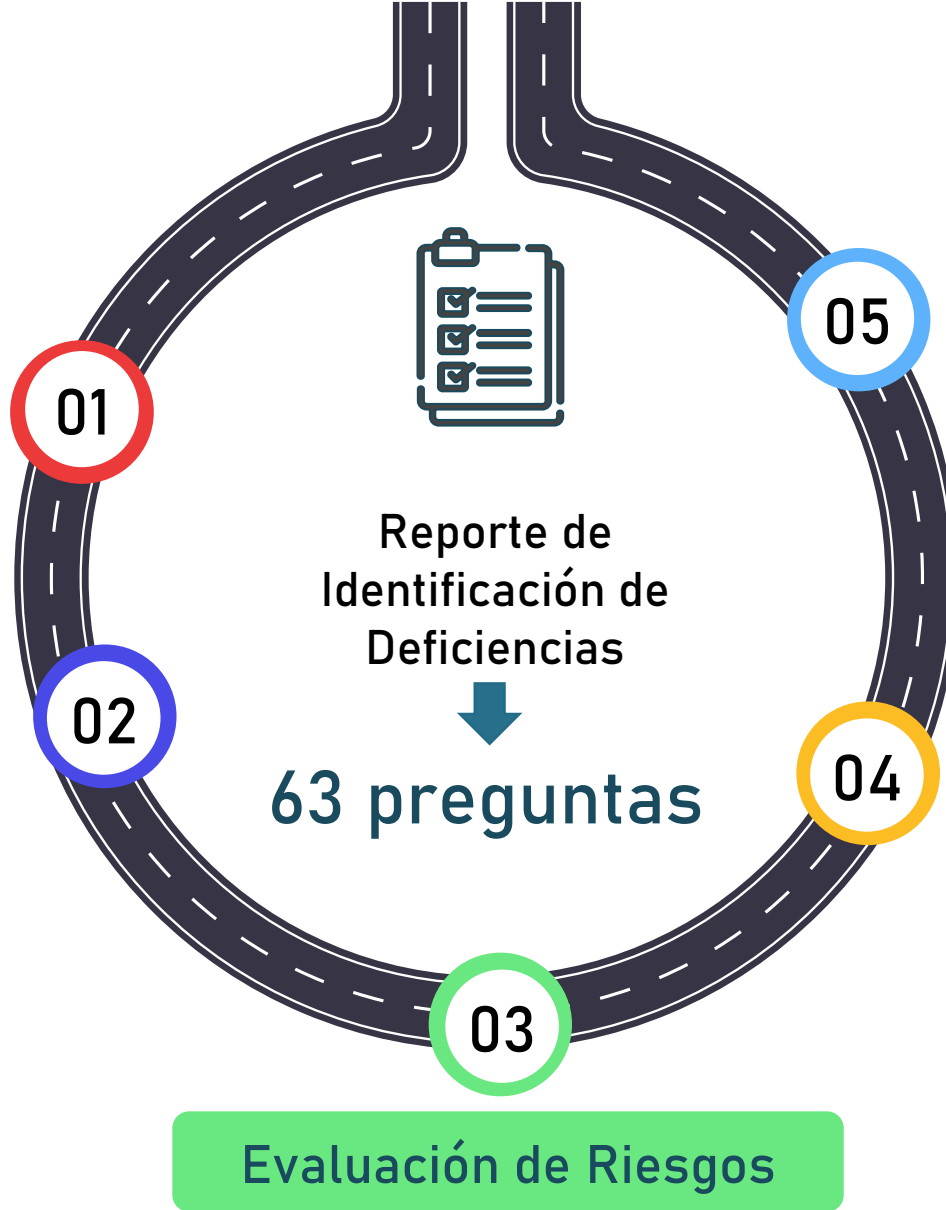 05
01
Reporte de
Identificación de
Deficiencias
02
63 preguntas
04
03
Evaluación de Riesgos